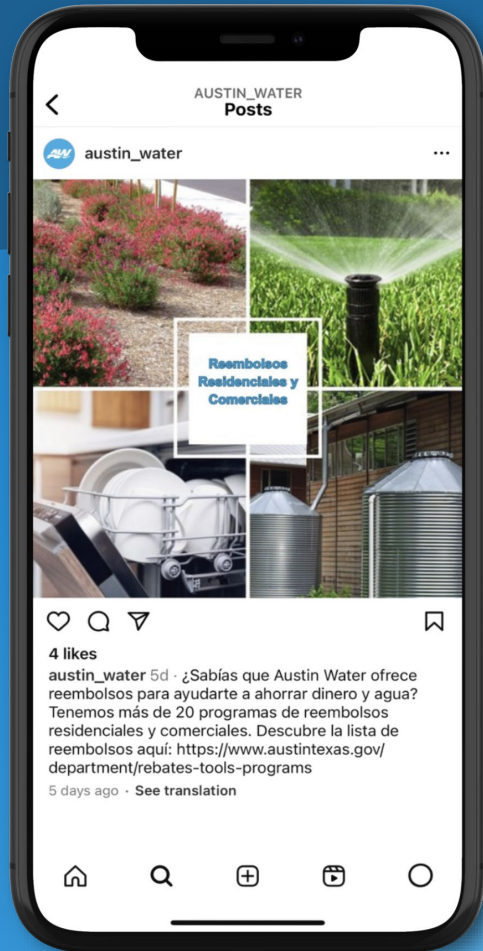 AUSTIN_WATER
Posts
AW austin_water
Reembolsos
Residenciales y
Comerciales
4 likes
austin_water 5d · ¿Sabías que Austin Water ofrece
reembolsos para ayudarte a ahorrar dinero y agua?
Tenemos más de 20 programas de reembolsos
residenciales y comerciales. Descubre la lista de
reembolsos aquí: https://www.austintexas.gov/
department/rebates-tools-programs
5 days ago · See translation